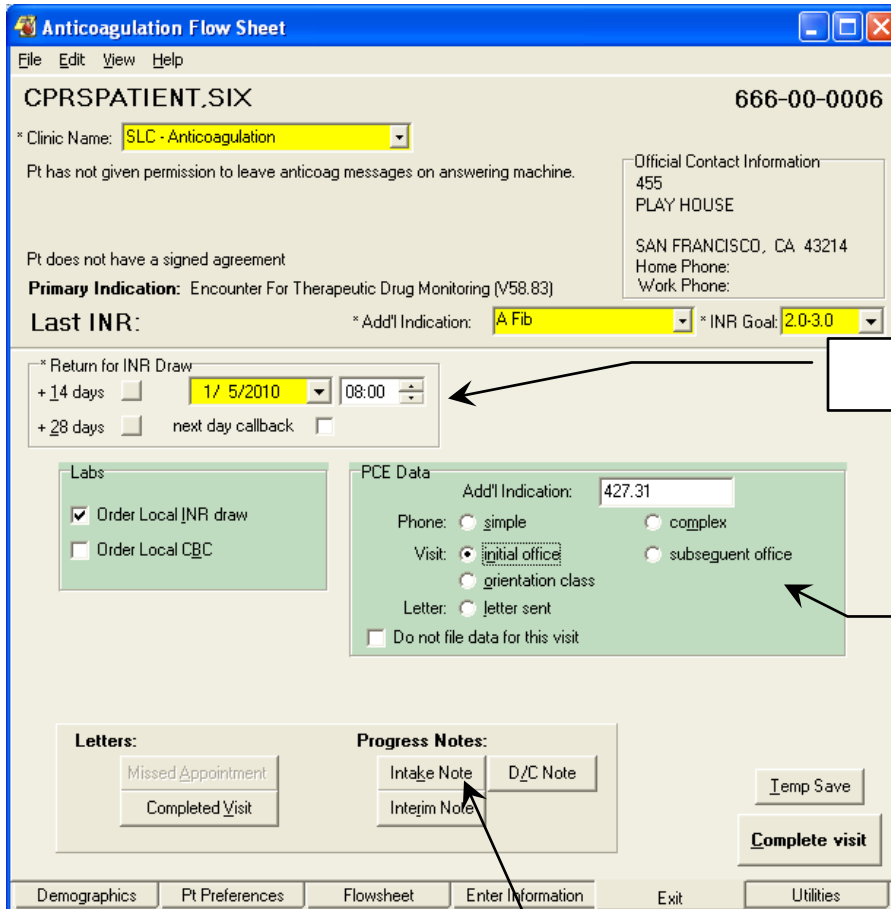 Anticoagulation Flow Sheet
File Edit View Help
CPRSPATIENT,SIX 666-00-0006
* Clinic Name: SLC - Anticoagulation
Pt has not given permission to leave anticoag messages on answering machine.
Official Contact Information
455
PLAY HOUSE
SAN FRANCISCO, CA 43214
Home Phone:
Work Phone:
Pt does not have a signed agreement
Primary Indication: Encounter For Therapeutic Drug Monitoring (V58.83)
Last INR: * Add'l Indication: A Fib * INR Goal: 2.0-3.0
* Return for INR Draw
+ 14 days 1/ 5/2010 08:00
+ 28 days next day callback
Labs
Order Local INR draw
Order Local CBC
PCE Data
Add'l Indication: 427.31
Phone: simple complex
Visit: initial office subsequent office
orientation class
Letter: letter sent
Do not file data for this visit
Letters:
Missed Appointment
Completed Visit
Progress Notes:
Intake Note D/C Note
Interim Note
Temp Save
Complete visit
Demographics Pt Preferences Flowsheet Enter Information Exit Utilities